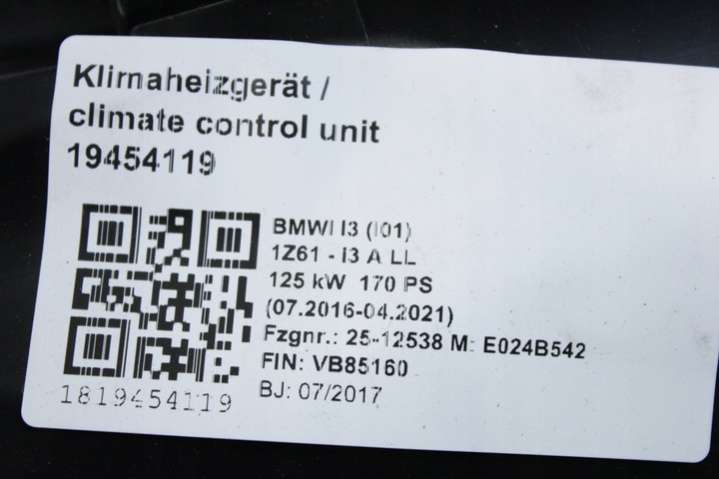 Klimaheizgerät /
climate control unit
19454119
BMWI I3 (I01)
1Z61 - I3 A LL
125 kW 170 PS
(07.2016-04.2021)
Fzgnr.: 25-12538 M: E024B542
FIN: VB85160
BJ: 07/2017
1819454119